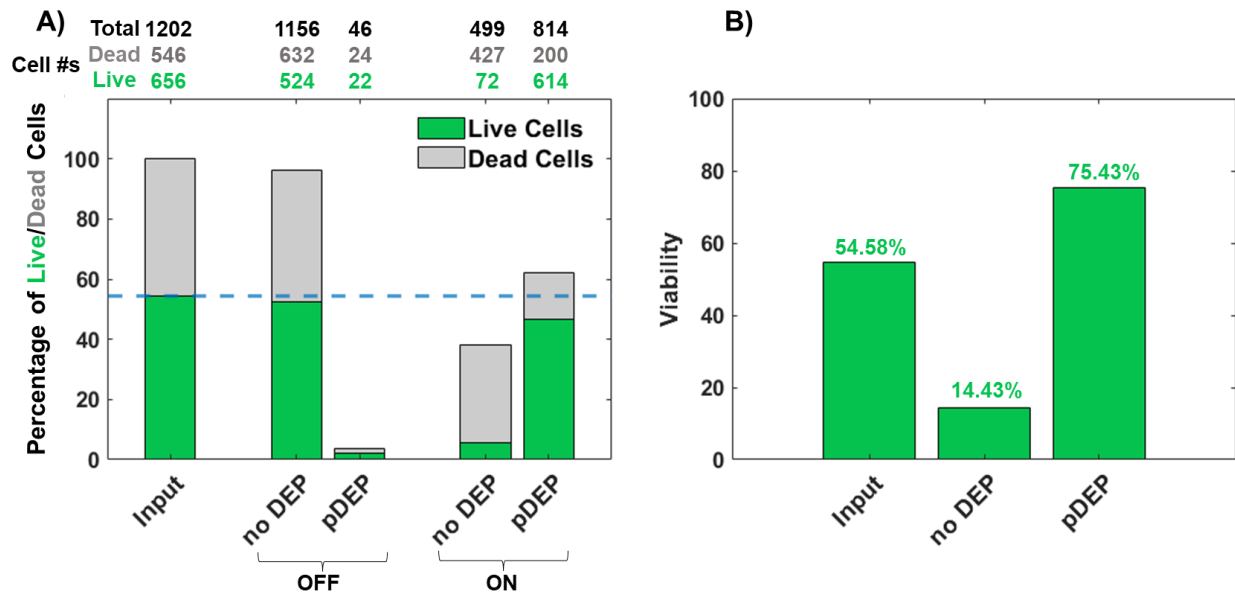 A)
Total 1202 1156 46 499 814
Dead 546 632 24 427 200
Cell #s
Live 656 524 22 72 614
Percentage of Live/Dead Cells
100
80
60
40
20
0
Live Cells
Dead Cells
Input
no DEP
pDEP
no DEP
pDEP
OFF
ON
B)
Viability
100
80
60
40
20
0
54.58%
14.43%
75.43%
Input
no DEP
pDEP